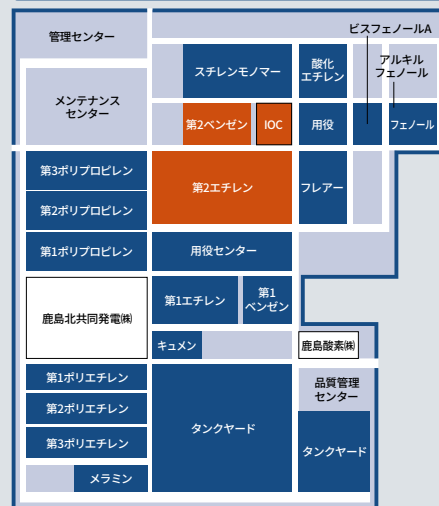 ビスフェノールA
管理センター
スチレンモノマー
酸化
エチレン
アルキル
フェノール
メンテナンス
センター
第2ベンゼン
IOC
用役
フェノール
第3ポリプロピレン
第2エチレン
フレアー
第2ポリプロピレン
第1ポリプロピレン
用役センター
鹿島北共同発電㈱
第1エチレン
第1
ベンゼン
キュメン
鹿島酸素㈱
第1ポリエチレン
品質管理
センター
第2ポリエチレン
第3ポリエチレン
タンクヤード
タンクヤード
メラミン